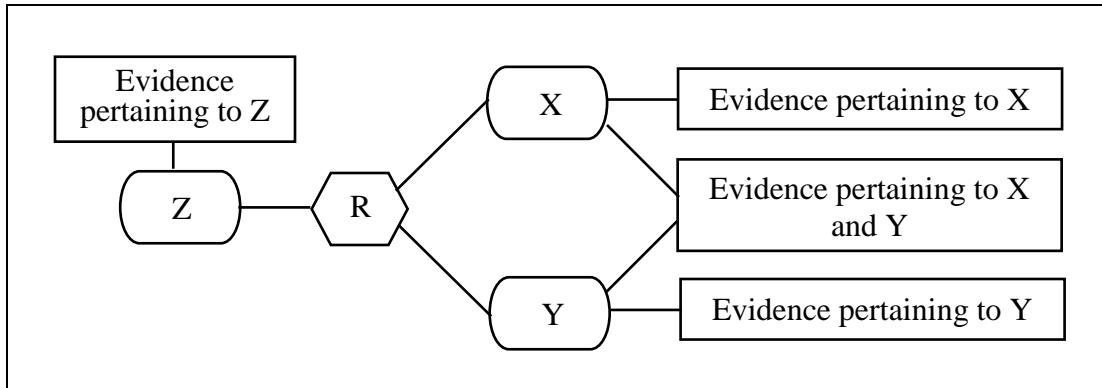 Evidence
pertaining to Z
Z
R
X
Y
Evidence pertaining to X
Evidence pertaining to X
and Y
Evidence pertaining to Y